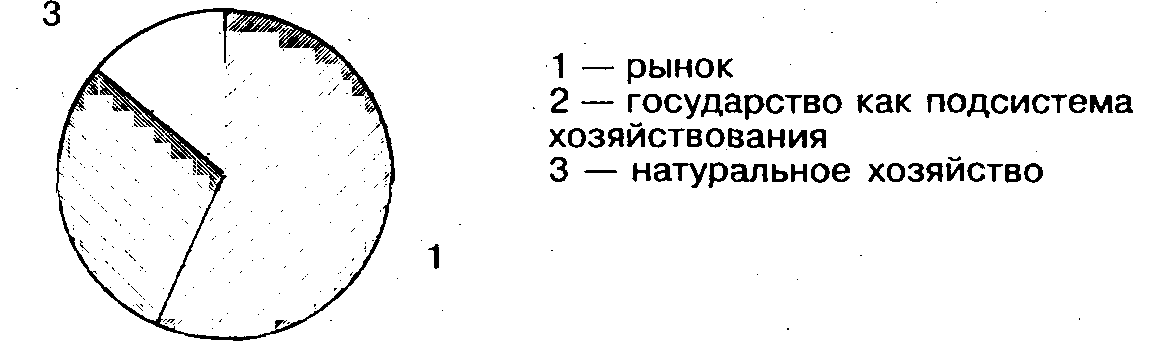 3
1 — рынок
2 — государство как подсистема
хозяйствования
3 — натуральное хозяйство
1